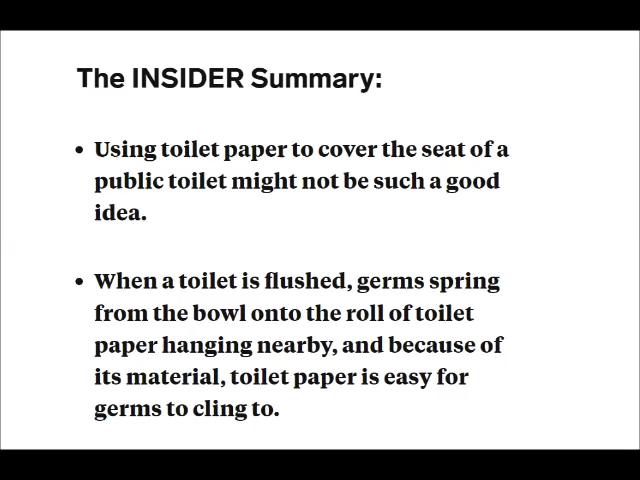 The INSIDER Summary:
• Using toilet paper to cover the seat of a
public toilet might not be such a good
idea.
• When a toilet is flushed, germs spring
from the bowl onto the roll of toilet
paper hanging nearby, and because of
its material, toilet paper is easy for
germs to cling to.